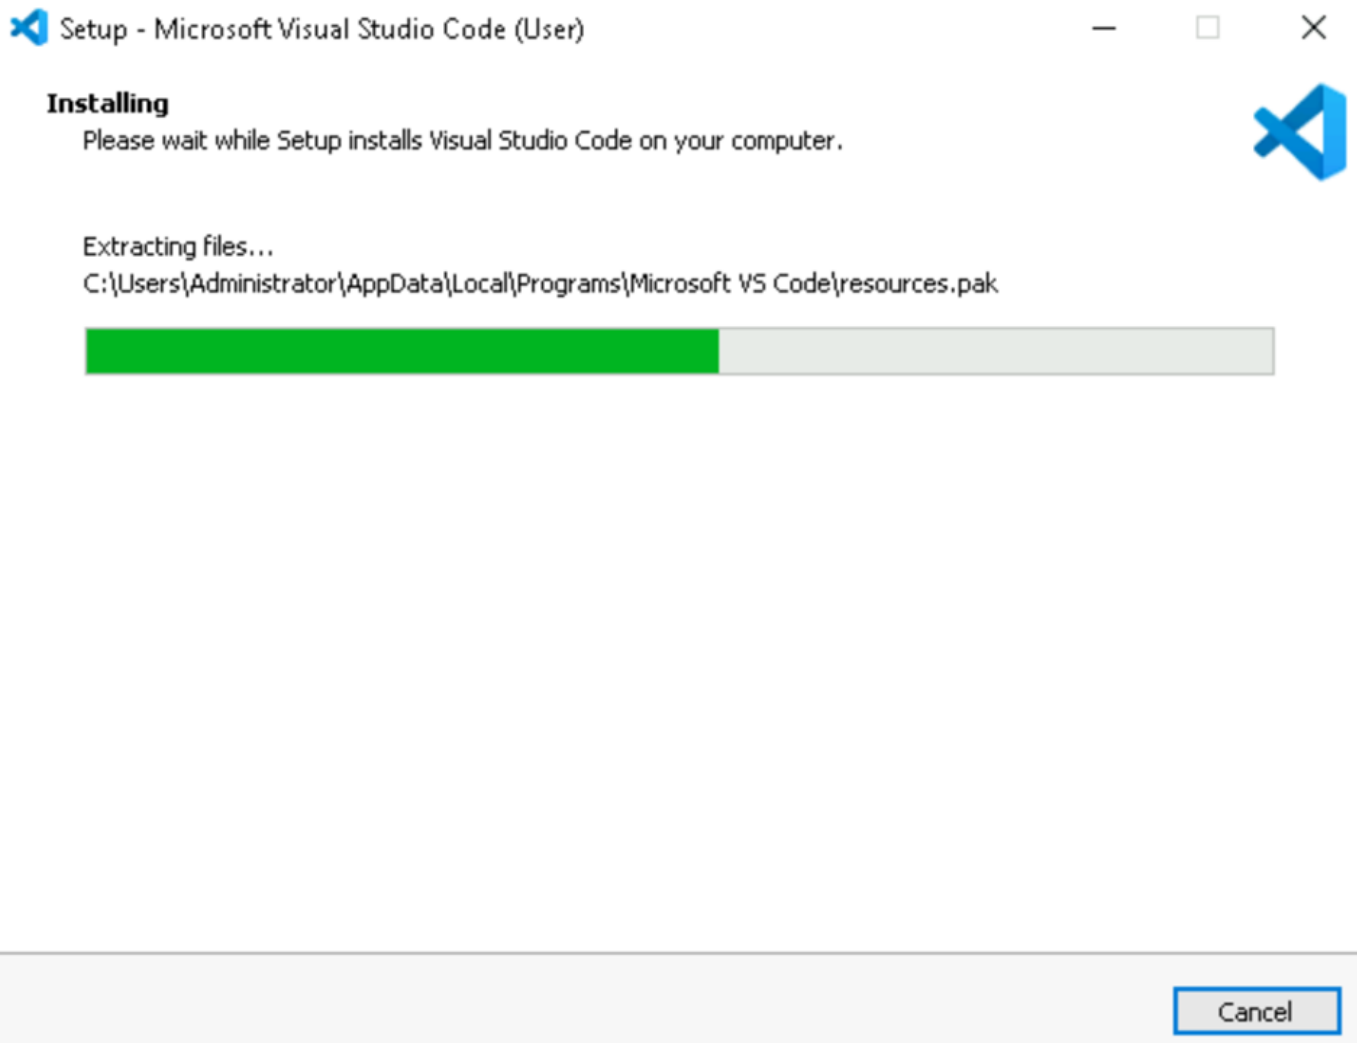 Setup - Microsoft Visual Studio Code (User)
Installing
Please wait while Setup installs Visual Studio Code on your computer.
Extracting files...
C:\Users\Administrator\AppData\Local\Programs\Microsoft VS Code\resources.pak
Cancel